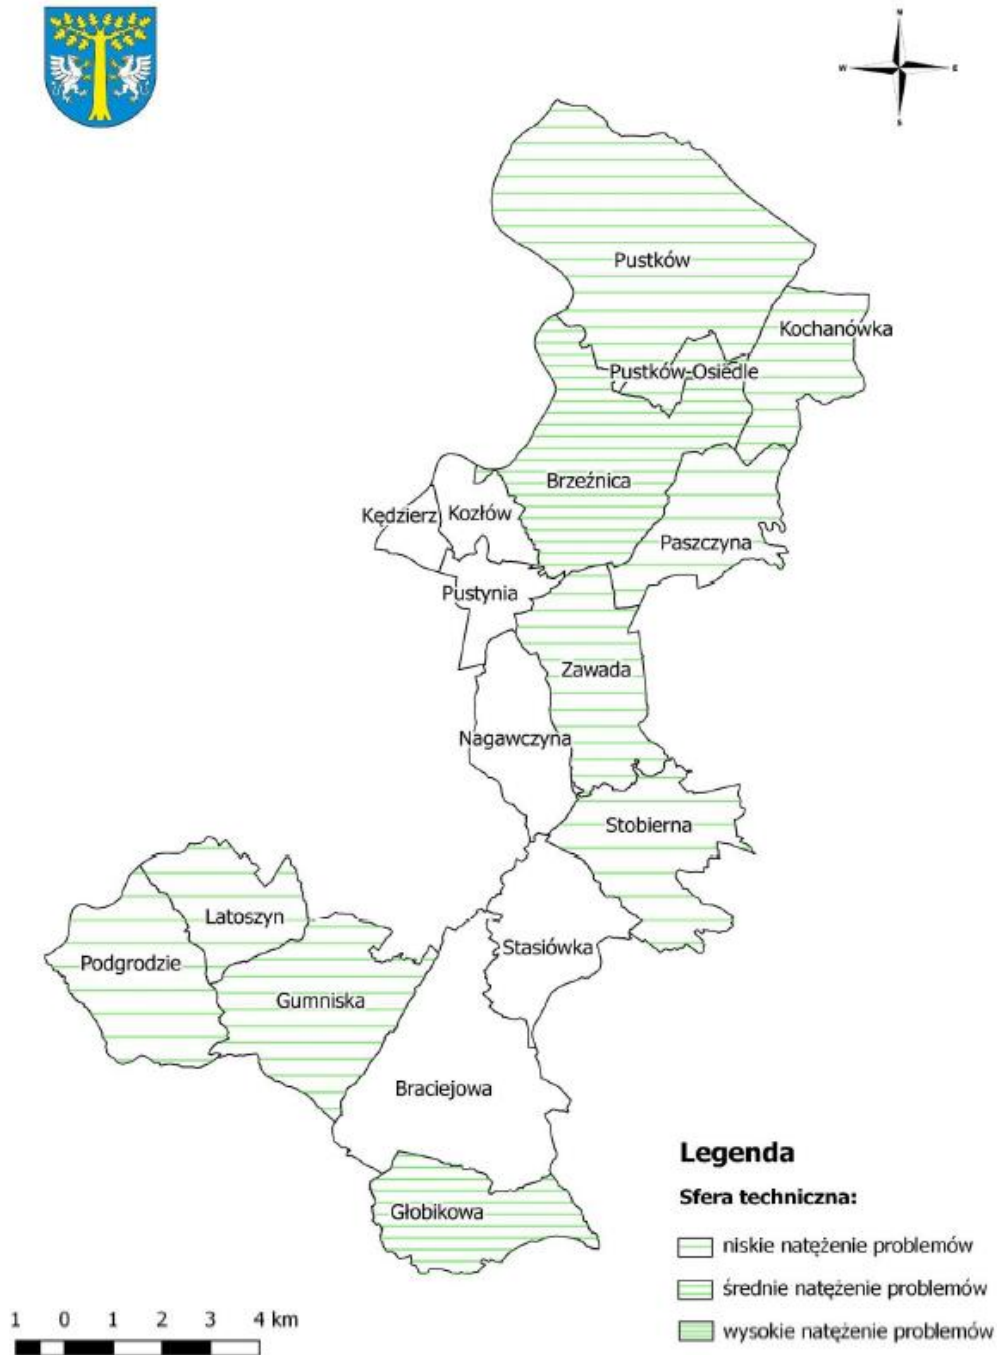 N
W E
S
Pustków
Kochanówka
Pustków-Osiedle
Brzeźnica
Kędzierz
Kozłów
Paszczyna
Pustynia
Zawada
Nagawczyna
Stobierna
Latoszyn
Stasiówka
Podgrodzie
Gumniska
Braciejowa
Głobikowa
Legenda
Sfera techniczna:
niskie natężenie problemów
średnie natężenie problemów
wysokie natężenie problemów
1 0 1 2 3 4 km